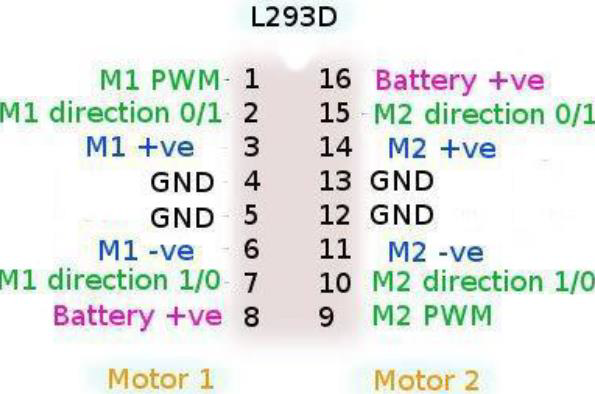 L293D
M1 PWM 1 16 Battery +ve
M1 direction 0/1 2 15 M2 direction 0/1
M1 +ve 3 14 M2 +ve
GND 4 13 GND
GND 5 12 GND
M1 -ve 6 11 M2 -ve
M1 direction 1/0 7 10 M2 direction 1/0
Battery +ve 8 9 M2 PWM
Motor 1 Motor 2